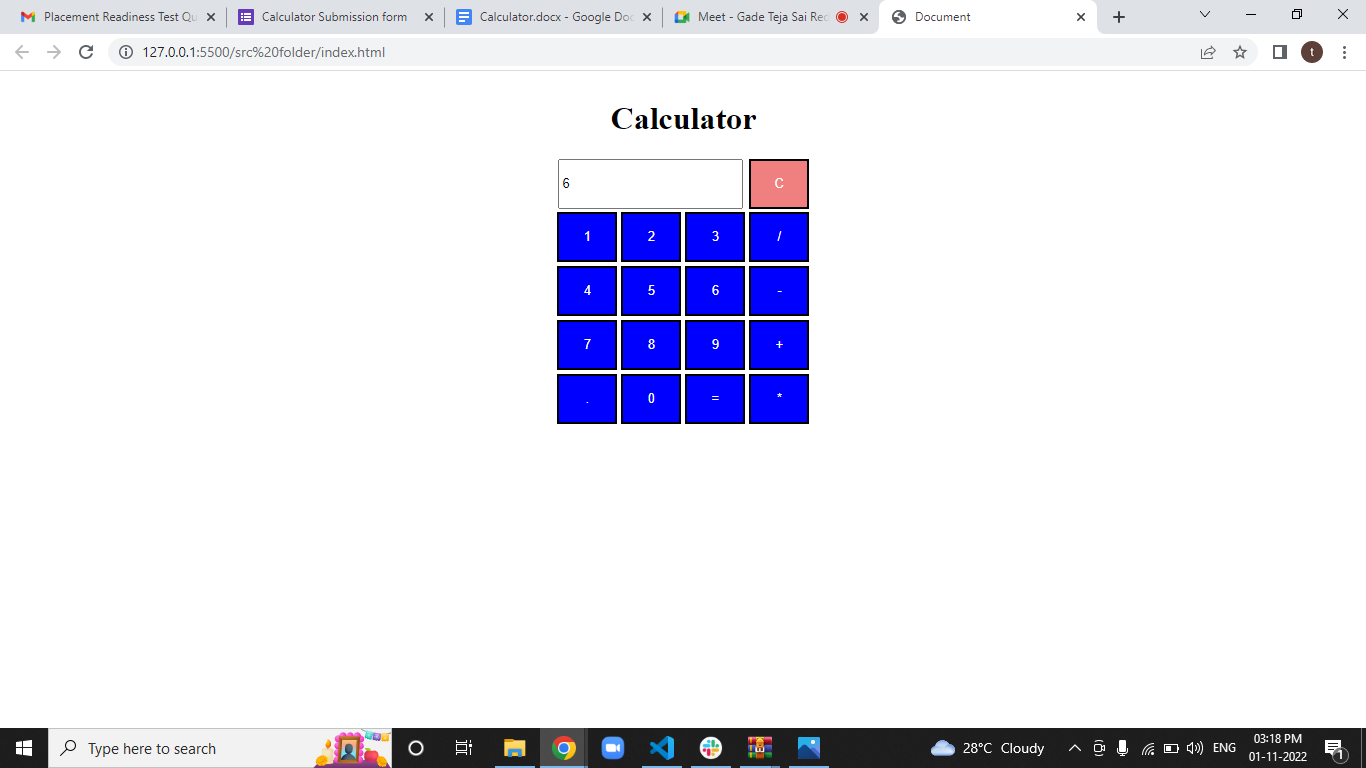 Placement Readiness Test Qu
Calculator Submission form
Calculator.docx - Google Doc
Meet - Gade Teja Sai Rec
Document
127.0.0.1:5500/src%20folder/index.html
t
Calculator
6
C
1 2 3 /
4 5 6 -
7 8 9 +
. 0 = *
Type here to search
28°C Cloudy
ENG
03:18 PM
01-11-2022
1